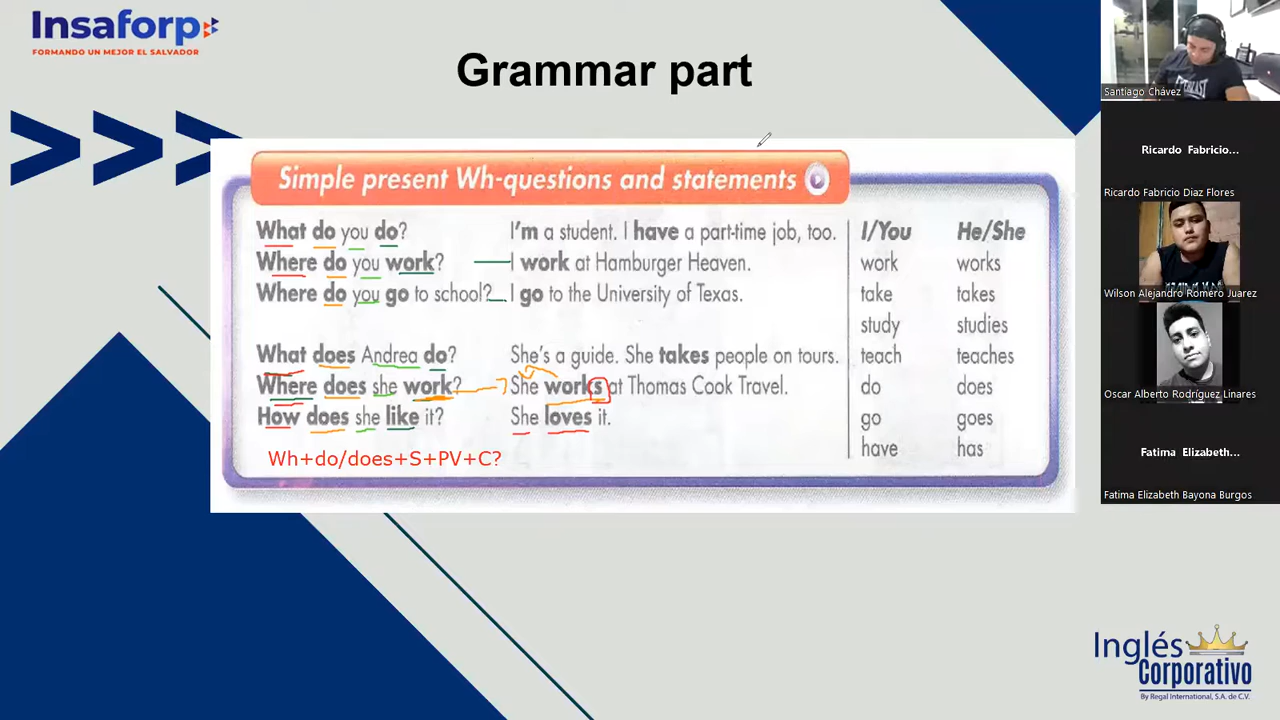 Insaforp
FORMANDO UN MEJOR EL SALVADOR
Grammar part
Simple present Wh-questions and statements
What do you do? I'm a student. I have a part-time job, too. I/You He/She
Where do you work? I work at Hamburger Heaven. work works
Where do you go to school? I go to the University of Texas. take takes
study studies
What does Andrea do? She's a guide. She takes people on tours. teach teaches
Where does she work? She works at Thomas Cook Travel. do does
How does she like it? She loves it. go goes
have has
Wh+do/does+S+PV+C?
Santiago Chávez
Ricardo Fabricio...
Ricardo Fabricio Diaz Flores
Wilson Alejandro Romero Juarez
Oscar Alberto Rodríguez Linares
Fatima Elizabeth...
Fatima Elizabeth Bayona Burgos
Inglés
Corporativo
By Regal International, S.A. de C.V.